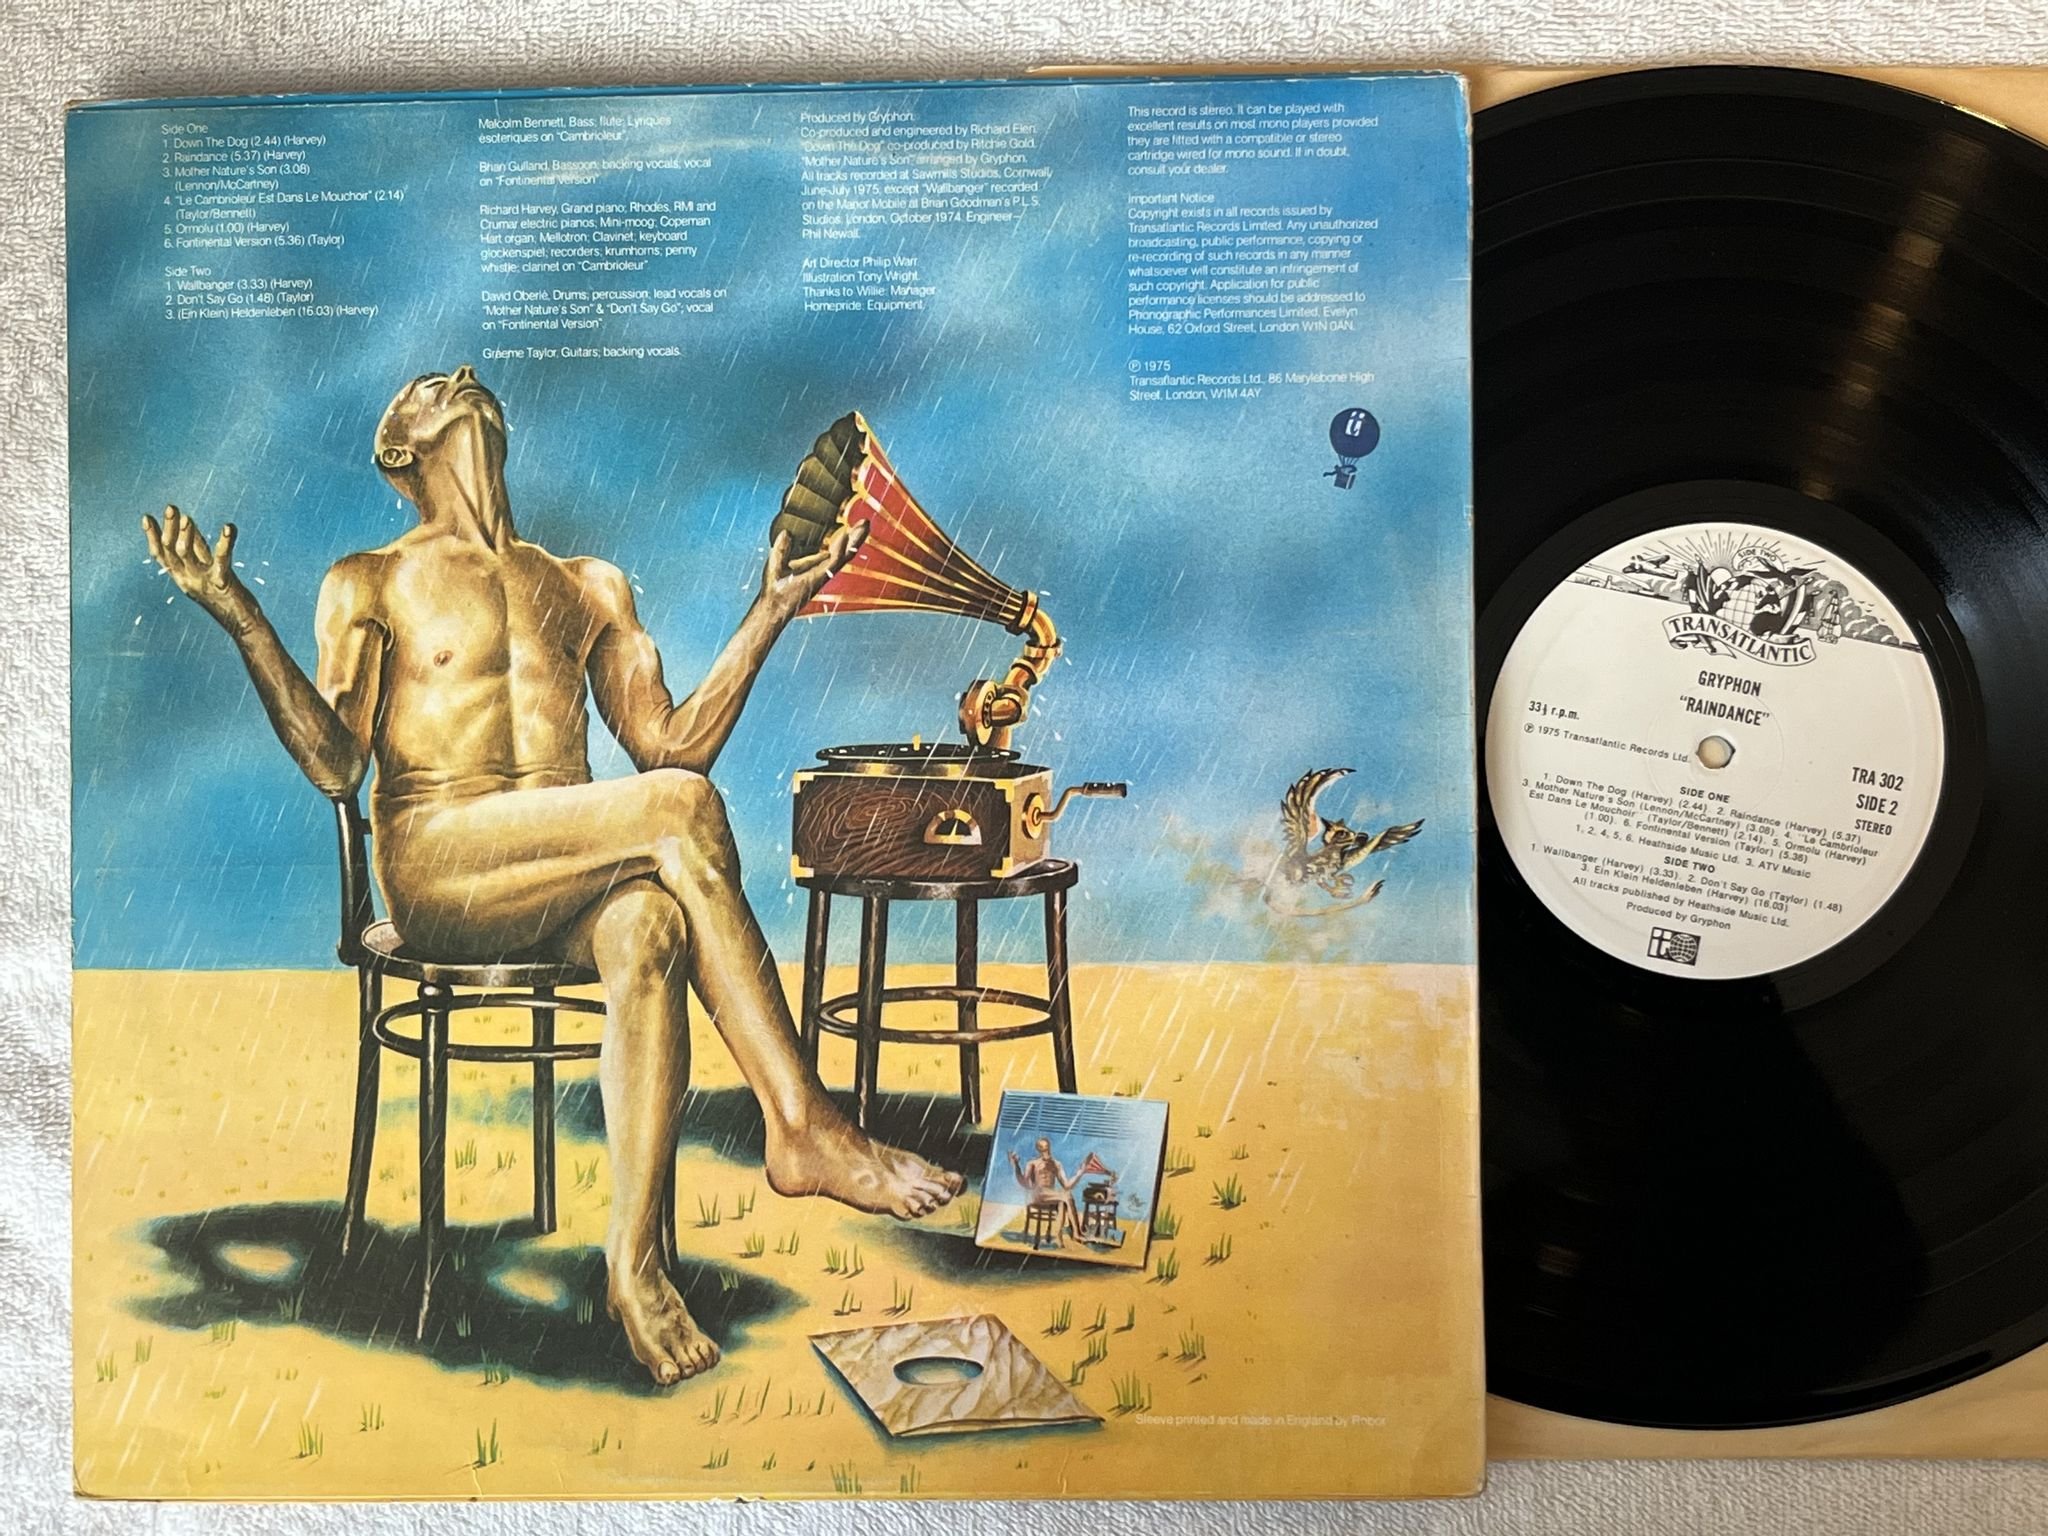 Side One
1. Down The Dog (2.44) (Harvey)
2. Raindance (5.37) (Harvey)
3. Mother Nature's Son (3.08)
(Lennon/McCartney)
4. "Le Cambrioleur Est Dans Le Mouchoir" (2.14)
(Taylor/Bennett)
5. Ormolu (1.00) (Harvey)
6. Fontinental Version (5.36) (Taylor)
Side Two
1. Wallbanger (3.33) (Harvey)
2. Don't Say Go (1.48) (Taylor)
3. (Ein Klein) Heldenleben (16.03) (Harvey)
Malcolm Bennett, Bass; flute; Lyriques
esoteriques on "Cambrioleur".
Brian Gulland, Bassoon; backing vocals; vocal
on "Fontinental Version"
Richard Harvey, Grand piano; Rhodes, RMI and
Crumar electric pianos; Mini-moog; Copeman
Hart organ; Mellotron; Clavinet; keyboard
glockenspiel; recorders; krumhorns; penny
whistle; clarinet on "Cambrioleur"
David Oberlé, Drums; percussion; lead vocals on
"Mother Nature's Son" & "Don't Say Go"; vocal
on "Fontinental Version".
Graeme Taylor, Guitars; backing vocals.
Produced by Gryphon.
Co-produced and engineered by Richard Elen.
"Down The Dog" co-produced by Ritchie Gold.
"Mother Nature's Son" arranged by Gryphon.
All tracks recorded at Sawmills Studios, Cornwall,
June-July 1975, except "Wallbanger" recorded
on the Manor Mobile at Brian Goodman's P.L.S.
Studios, London, October 1974. Engineer—
Phil Newall.
Art Director Philip Warr.
Illustration Tony Wright.
Thanks to Willie: Manager
Homepride: Equipment.
This record is stereo. It can be played with
excellent results on most mono players provided
they are fitted with a compatible or stereo
cartridge wired for mono sound. If in doubt,
consult your dealer.
Important Notice
Copyright exists in all records issued by
Transatlantic Records Limited. Any unauthorized
broadcasting, public performance, copying or
re-recording of such records in any manner
whatsoever will constitute an infringement of
such copyright. Application for public
performance licenses should be addressed to
Phonographic Performances Limited, Evelyn
House, 62 Oxford Street, London W1N 0AN.
℗ 1975
Transatlantic Records Ltd., 86 Marylebone High
Street, London, W1M 4AY
Sleeve printed and made in England by Robor
SIDE TWO
TRANSATLANTIC
GRYPHON
"RAINDANCE"
33⅓ r.p.m.
℗ 1975 Transatlantic Records Ltd.
TRA 302
SIDE 2
STEREO
SIDE ONE
1. Down The Dog (Harvey) (2.44). 2. Raindance (Harvey) (5.37)
3. Mother Nature's Son (Lennon/McCartney) (3.08). 4. "Le Cambrioleur
Est Dans Le Mouchoir" (Taylor/Bennett) (2.14). 5. Ormolu (Harvey)
(1.00). 6. Fontinental Version (Taylor) (5.36)
1, 2, 4, 5, 6. Heathside Music Ltd. 3. ATV Music
SIDE TWO
1. Wallbanger (Harvey) (3.33). 2. Don't Say Go (Taylor) (1.48)
3. Ein Klein Heldenleben (Harvey) (16.03)
All tracks published by Heathside Music Ltd.
Produced by Gryphon